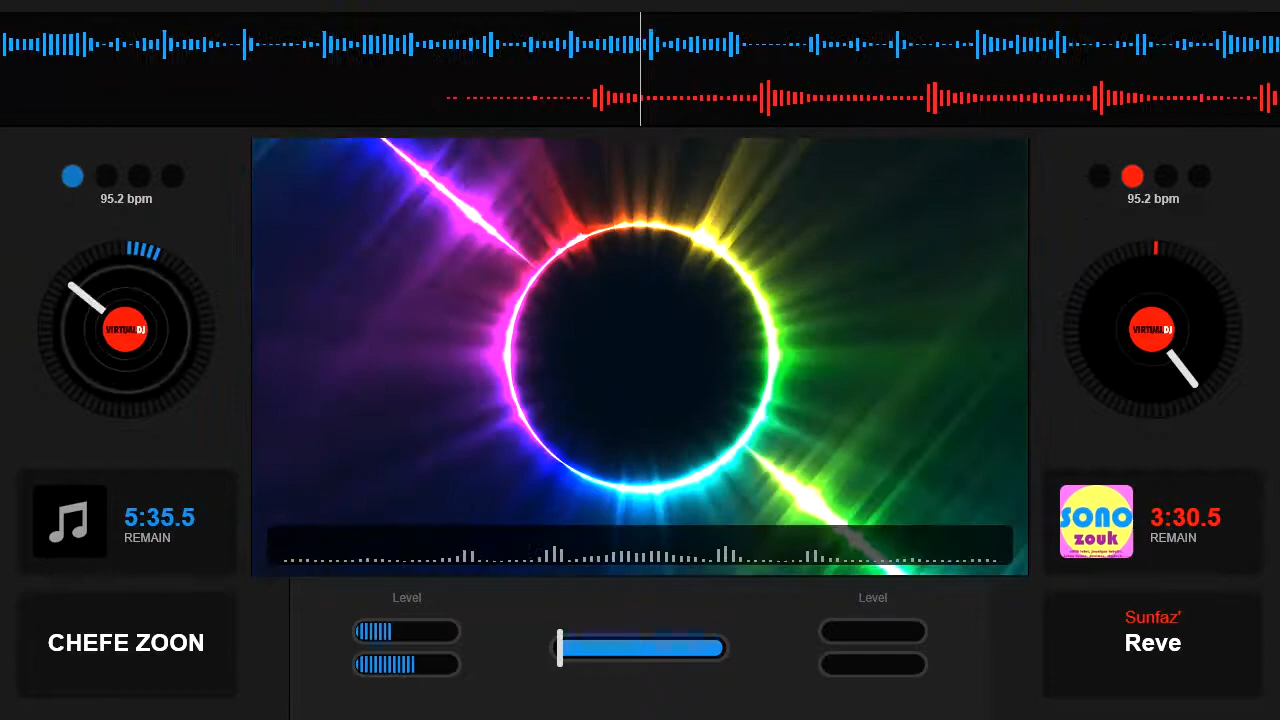 95.2 bpm
95.2 bpm
VIRTUALDJ
VIRTUALDJ
5:35.5
REMAIN
SONO
zouk
3:30.5
REMAIN
Level
Level
CHEFE ZOON
Sunfaz'
Reve